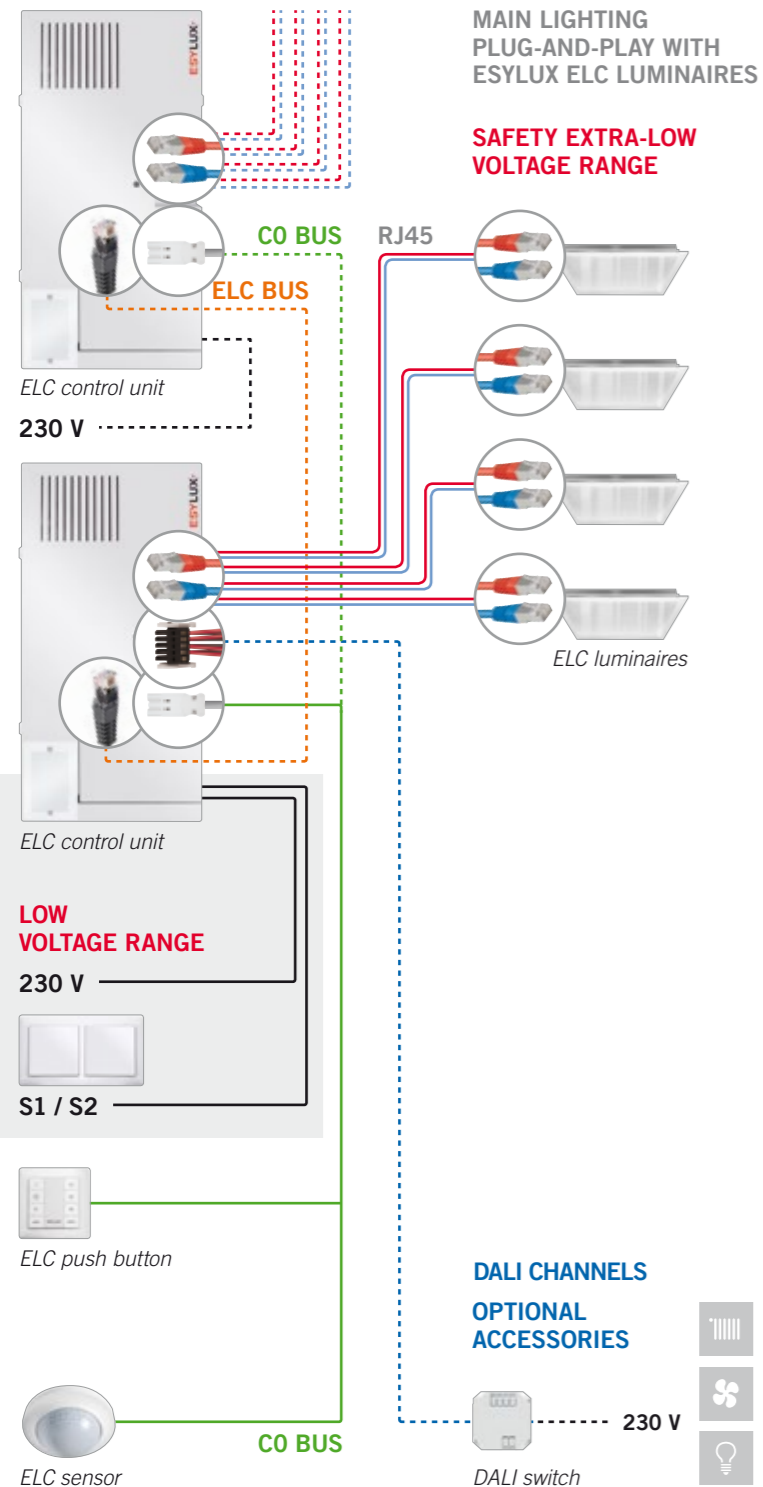 ESYLUX
MAIN LIGHTING
PLUG-AND-PLAY WITH
ESYLUX ELC LUMINAIRES
SAFETY EXTRA-LOW
VOLTAGE RANGE
C0 BUS
RJ45
ELC BUS
ELC control unit
230 V
ESYLUX
ELC luminaires
ELC control unit
LOW
VOLTAGE RANGE
230 V
S1 / S2
ELC push button
DALI CHANNELS
OPTIONAL
ACCESSORIES
230 V
C0 BUS
ELC sensor
DALI switch